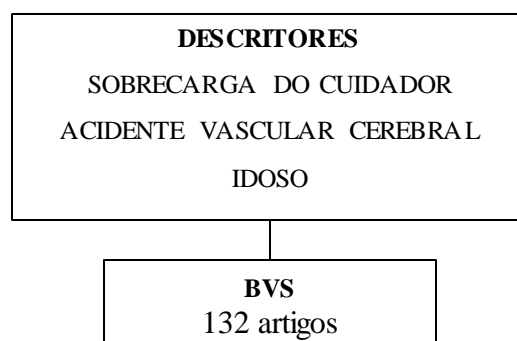 DESCRITORES
SOBRECARGA DO CUIDADOR
ACIDENTE VASCULAR CEREBRAL
IDOSO
BVS
132 artigos